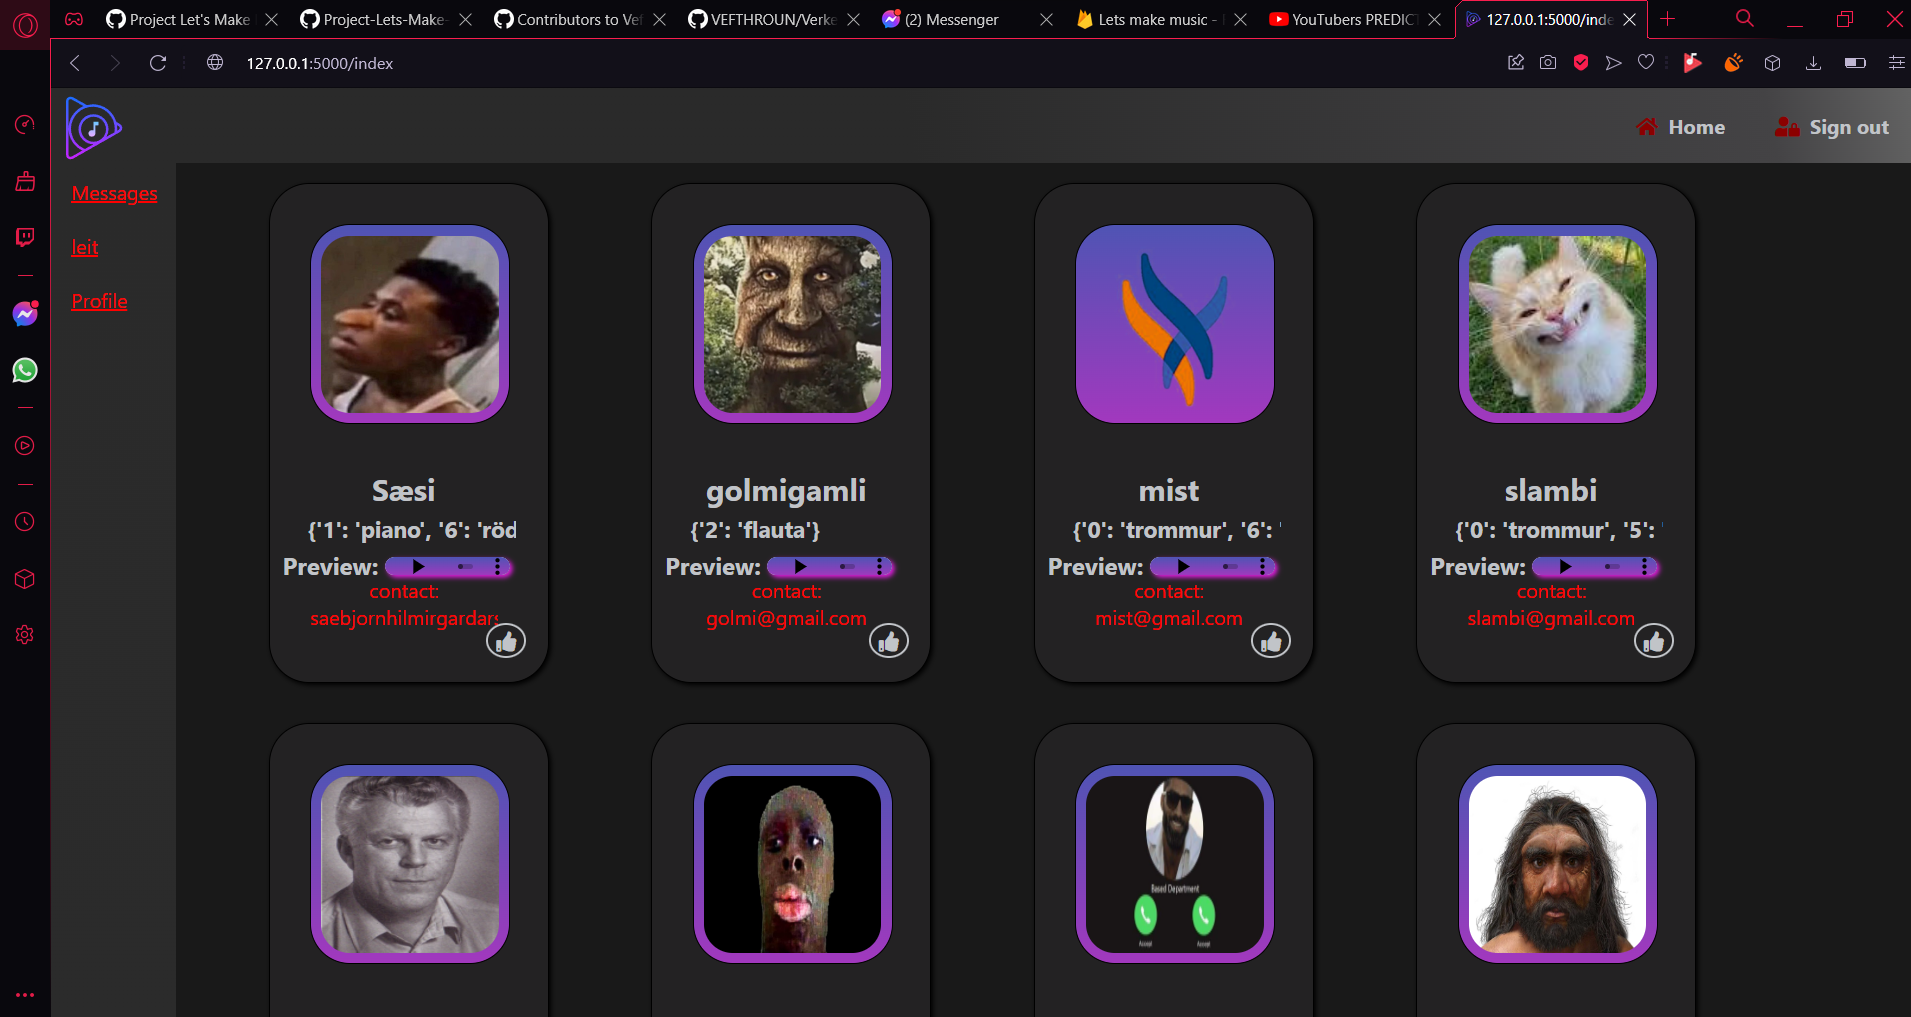 Project Let's Make
Project-Lets-Make-
Contributors to Vef
VEFTHROUN/Verke
(2) Messenger
Lets make music -
YouTubers PREDICT
127.0.0.1:5000/inde
127.0.0.1:5000/index
Home
Sign out
Messages
leit
Profile
Sæsi
golmigamli
mist
slambi
{'1': 'piano', '6': 'röd
{'2': 'flauta'}
{'0': 'trommur', '6': '
{'0': 'trommur', '5': '
Preview:
Preview:
Preview:
Preview:
contact:
contact:
contact:
contact:
saebjornhilmirgardars
golmi@gmail.com
mist@gmail.com
slambi@gmail.com
Based Department
Accept
Accept